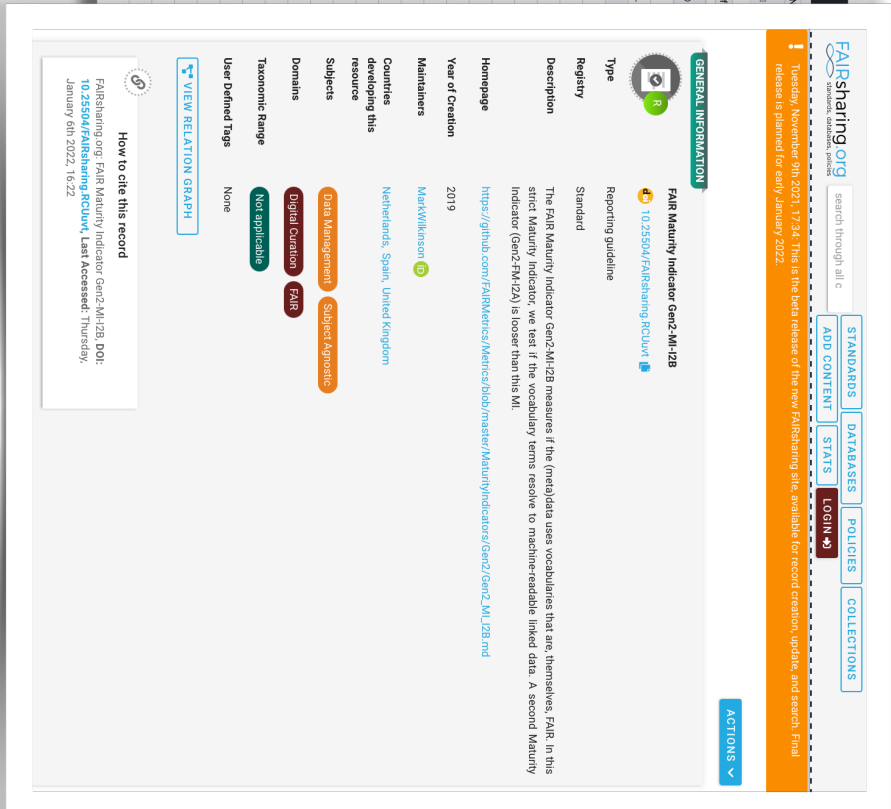 FAIRsharing.org
standards, databases, policies
search through all c
STANDARDS
DATABASES
POLICIES
COLLECTIONS
ADD CONTENT
STATS
LOGIN
! Tuesday, November 9th 2021, 17:34: This is the beta release of the new FAIRsharing site, available for record creation, update, and search. Final
release is planned for early January 2022.
ACTIONS
GENERAL INFORMATION
R
FAIR Maturity Indicator Gen2-MI-I2B
doi 10.25504/FAIRsharing.RCUuvt
Type Reporting guideline
Registry Standard
Description The FAIR Maturity Indicator Gen2-MI-I2B measures if the (meta)data uses vocabularies that are, themselves, FAIR. In this
strict Maturity Indicator, we test if the vocabulary terms resolve to machine-readable linked data. A second Maturity
Indicator (Gen2-FM-I2A) is looser than this MI.
Homepage https://github.com/FAIRMetrics/Metrics/blob/master/MaturityIndicators/Gen2/Gen2_MI_I2B.md
Year of Creation 2019
Maintainers MarkWilkinson iD
Countries
developing this
resource
Netherlands, Spain, United Kingdom
Subjects Data Management Subject Agnostic
Domains Digital Curation FAIR
Taxonomic Range Not applicable
User Defined Tags None
VIEW RELATION GRAPH
How to cite this record
FAIRsharing.org: FAIR Maturity Indicator Gen2-MI-I2B, DOI:
10.25504/FAIRsharing.RCUuvt, Last Accessed: Thursday,
January 6th 2022, 16:22